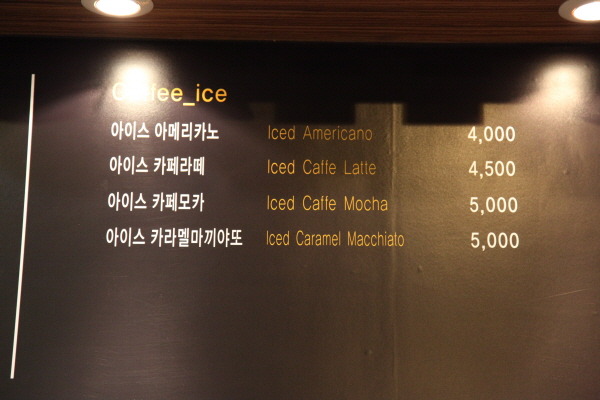 Coffee_ice
아이스 아메리카노 Iced Americano 4,000
아이스 카페라떼 Iced Caffe Latte 4,500
아이스 카페모카 Iced Caffe Mocha 5,000
아이스 카라멜마끼야또 Iced Caramel Macchiato 5,000